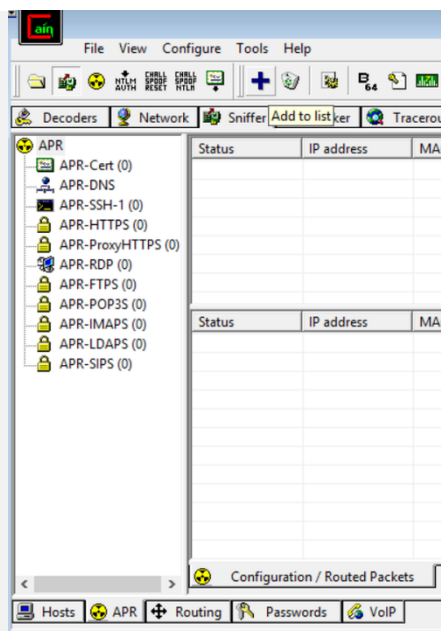 Cain
File View Configure Tools Help
NTLM AUTH CHALL SPOOF RESET CHALL SPOOF NTLM B64
Decoders Network Sniffer Add to list ker Tracerou
APR
APR-Cert (0)
APR-DNS
APR-SSH-1 (0)
APR-HTTPS (0)
APR-ProxyHTTPS (0)
APR-RDP (0)
APR-FTPS (0)
APR-POP3S (0)
APR-IMAPS (0)
APR-LDAPS (0)
APR-SIPS (0)
Status IP address MA
Status IP address MA
Configuration / Routed Packets
Hosts APR Routing Passwords VoIP